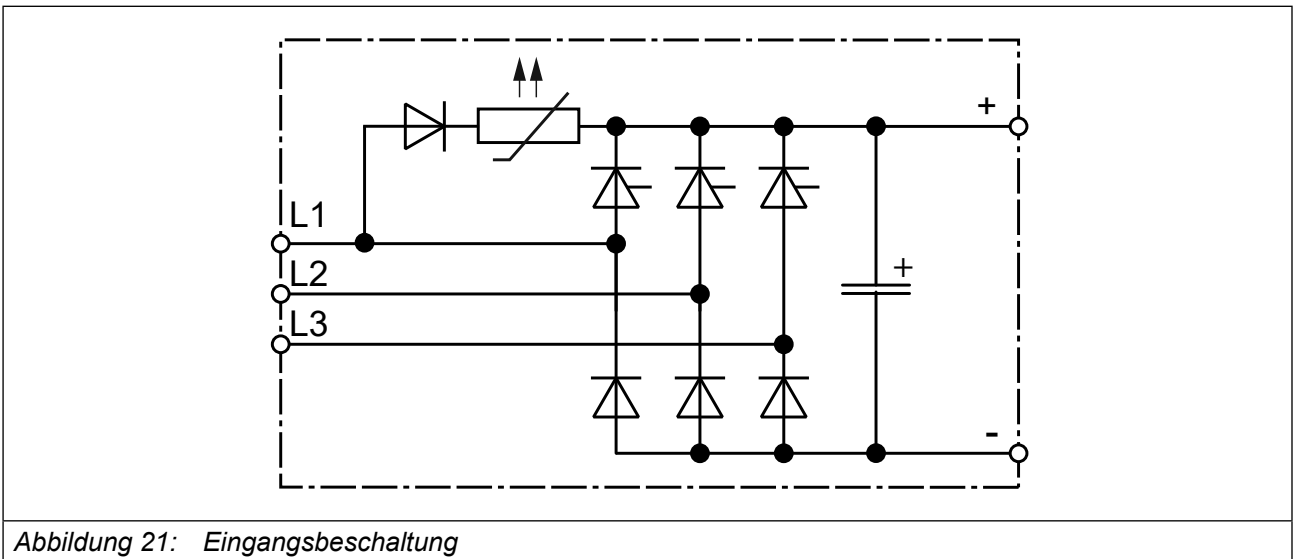 +
L1
L2
+
L3
-
Abbildung 21: Eingangsbeschaltung